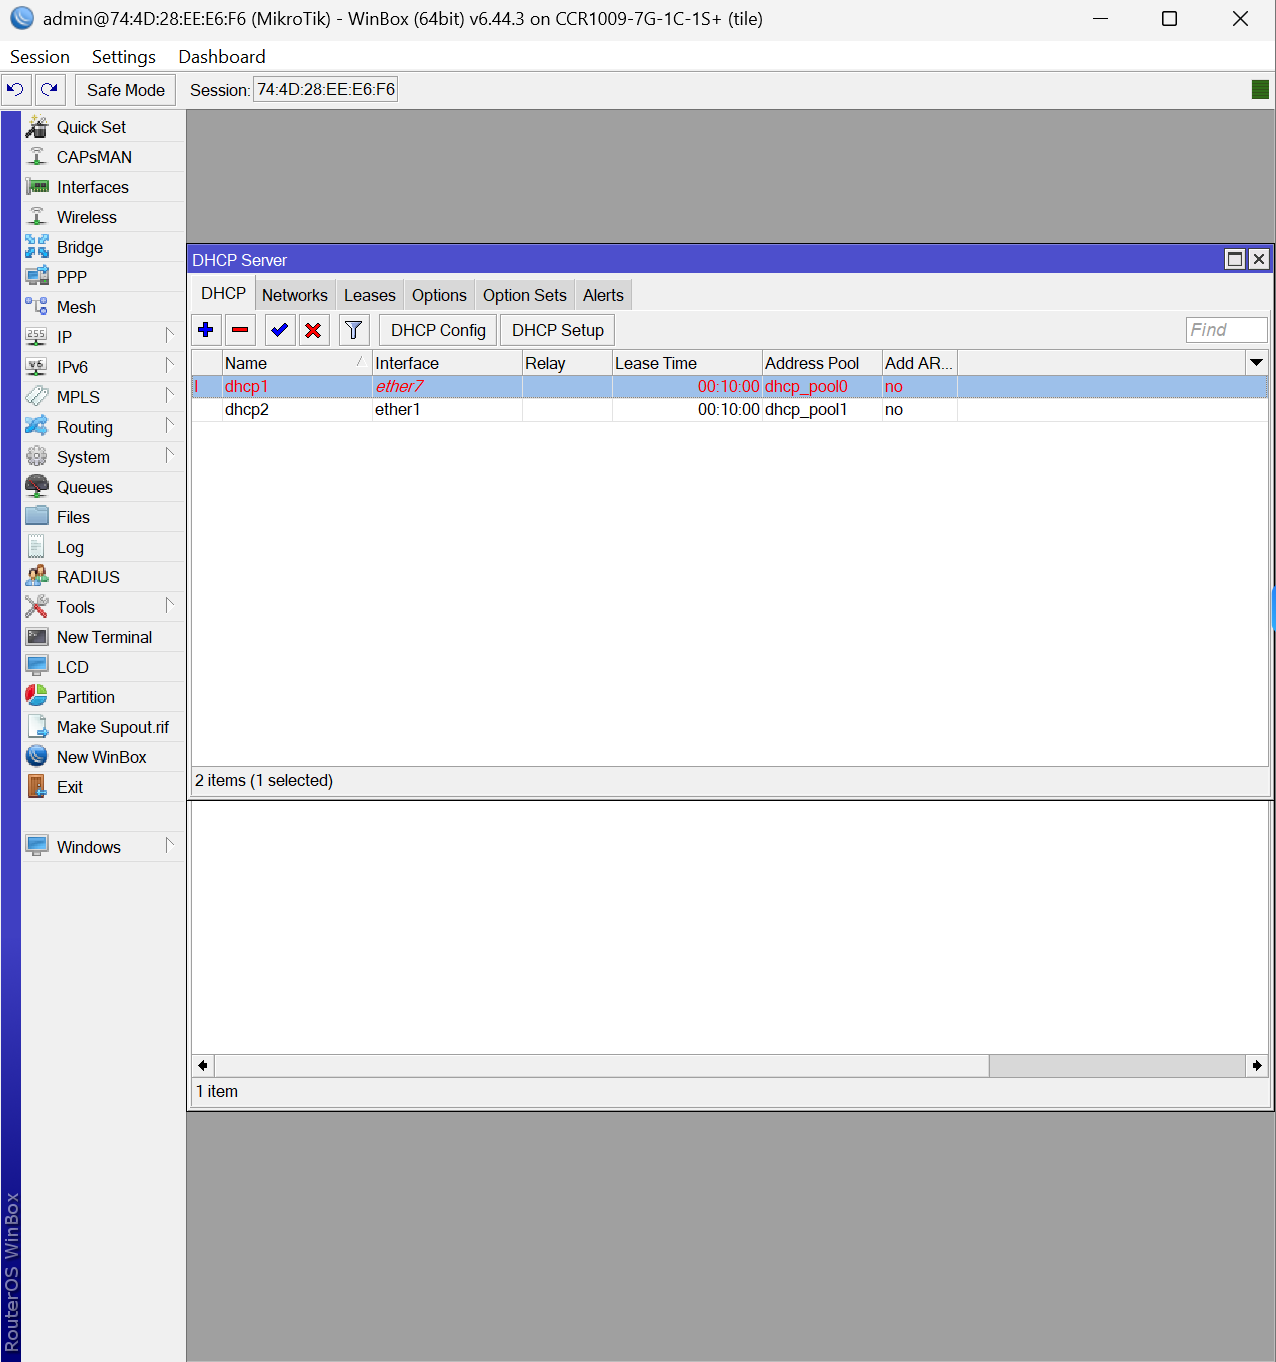 admin@74:4D:28:EE:E6:F6 (MikroTik) - WinBox (64bit) v6.44.3 on CCR1009-7G-1C-1S+ (tile)
Session Settings Dashboard
Safe Mode Session: 74:4D:28:EE:E6:F6
Quick Set
CAPsMAN
Interfaces
Wireless
Bridge
PPP
Mesh
255 IP
v6 IPv6
MPLS
Routing
System
Queues
Files
Log
RADIUS
Tools
New Terminal
LCD
Partition
Make Supout.rif
New WinBox
Exit
Windows
RouterOS WinBox
DHCP Server
DHCP Networks Leases Options Option Sets Alerts
DHCP Config DHCP Setup Find
Name Interface Relay Lease Time Address Pool Add AR...
I dhcp1 ether7 00:10:00 dhcp_pool0 no
dhcp2 ether1 00:10:00 dhcp_pool1 no
2 items (1 selected)
1 item